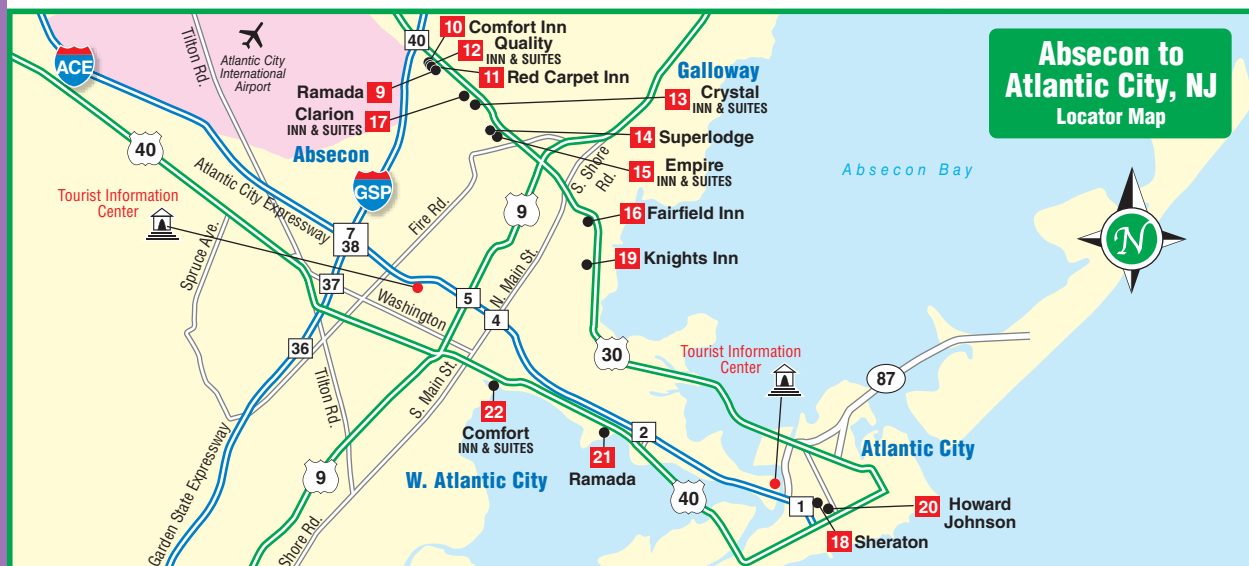 Absecon to
Atlantic City, NJ
Locator Map
ACE
Tilton Rd.
Atlantic City
International
Airport
40
10 Comfort Inn
12 Quality
INN & SUITES
11 Red Carpet Inn
Ramada 9
Clarion
INN & SUITES
17
Galloway
13 Crystal
INN & SUITES
14 Superlodge
15 Empire
INN & SUITES
Absecon
40
Atlantic City Expressway
GSP
S. Shore
Rd.
Absecon Bay
N
Tourist Information
Center
Spruce Ave.
7
38
Fire Rd.
9
16 Fairfield Inn
19 Knights Inn
37
Washington
5
N. Main St.
4
36
Tilton Rd.
S. Main St.
30
Tourist Information
Center
87
22
Comfort
INN & SUITES
2
21
Ramada
W. Atlantic City
Atlantic City
9
40
1
20 Howard
Johnson
18 Sheraton
Garden State Expressway
Shore Rd.